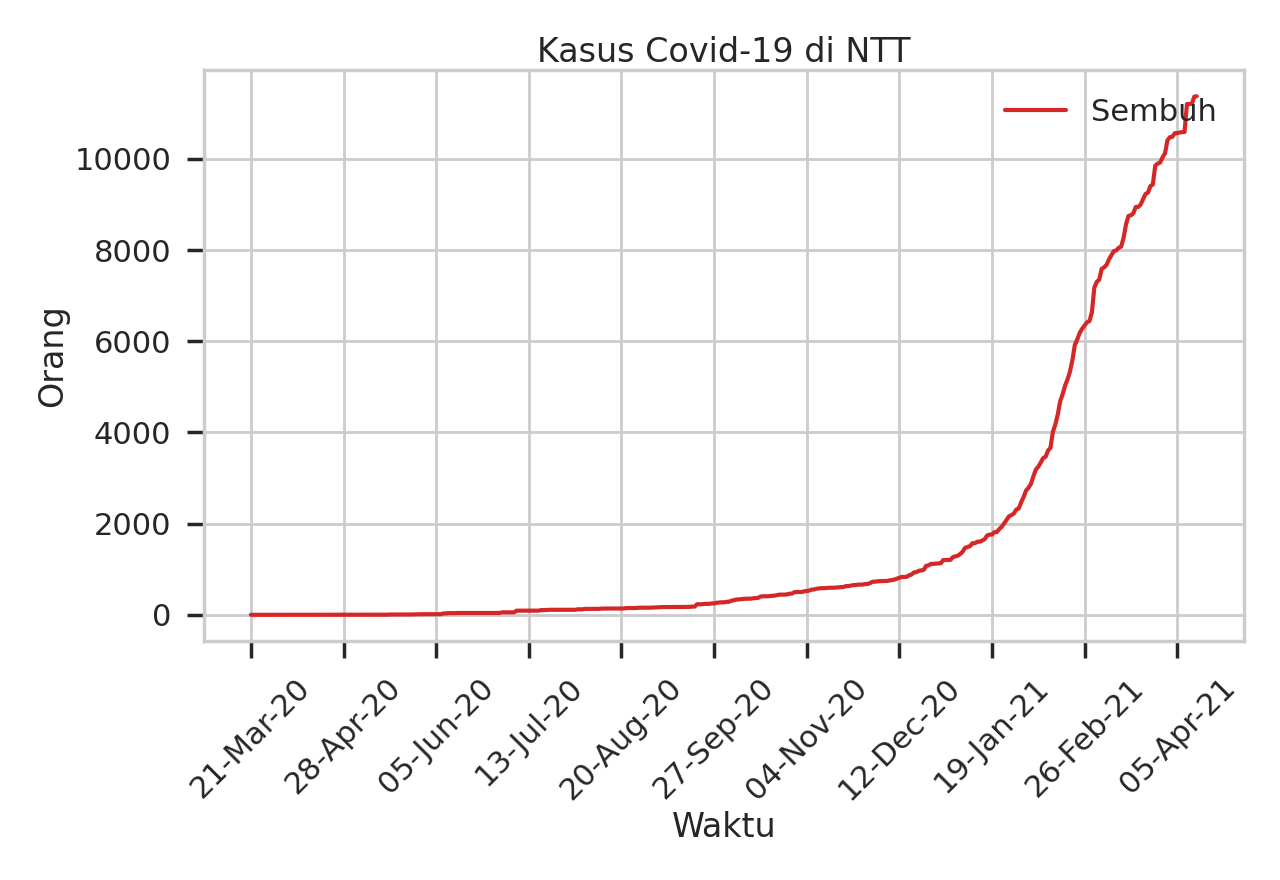 Kasus Covid-19 di NTT
Sembuh
Orang
10000
8000
6000
4000
2000
0
21-Mar-20
28-Apr-20
05-Jun-20
13-Jul-20
20-Aug-20
27-Sep-20
04-Nov-20
12-Dec-20
19-Jan-21
26-Feb-21
05-Apr-21
Waktu